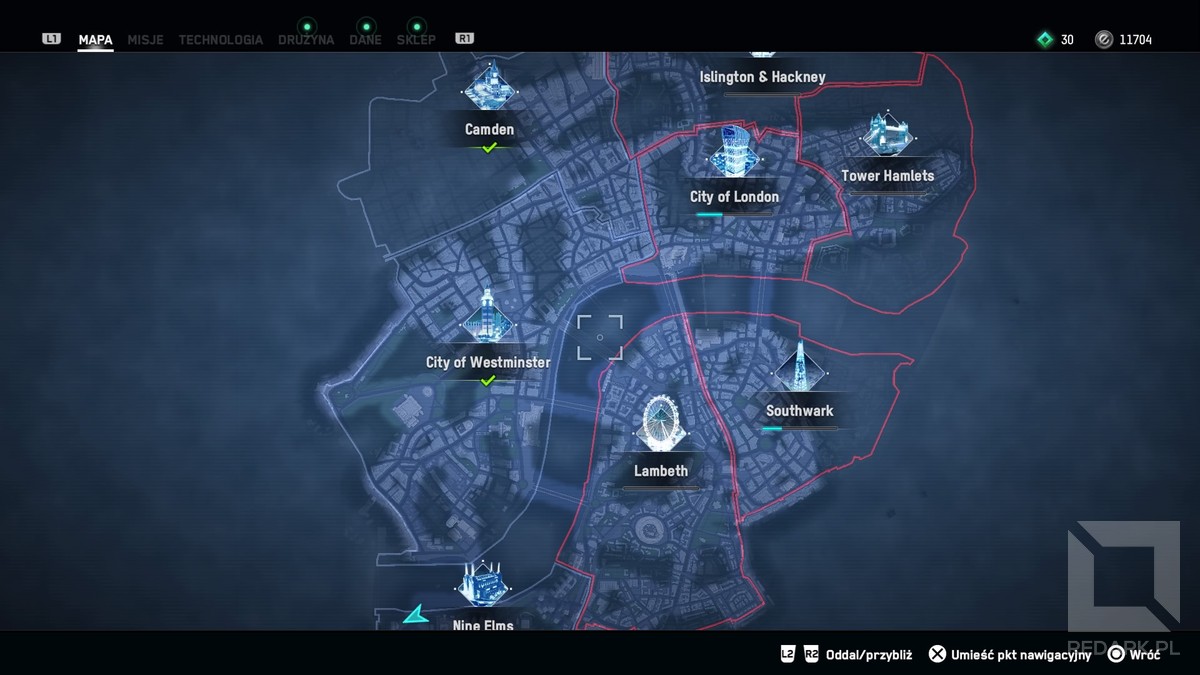 L1 MAPA MISJE TECHNOLOGIA DRUŻYNA DANE SKLEP R1 30 11704
Islington & Hackney
Camden
Tower Hamlets
City of London
City of Westminster
Southwark
Lambeth
Nine Elms
REDARK.PL
L2 R2 Oddal/przybliż Umieść pkt nawigacyjny Wróć